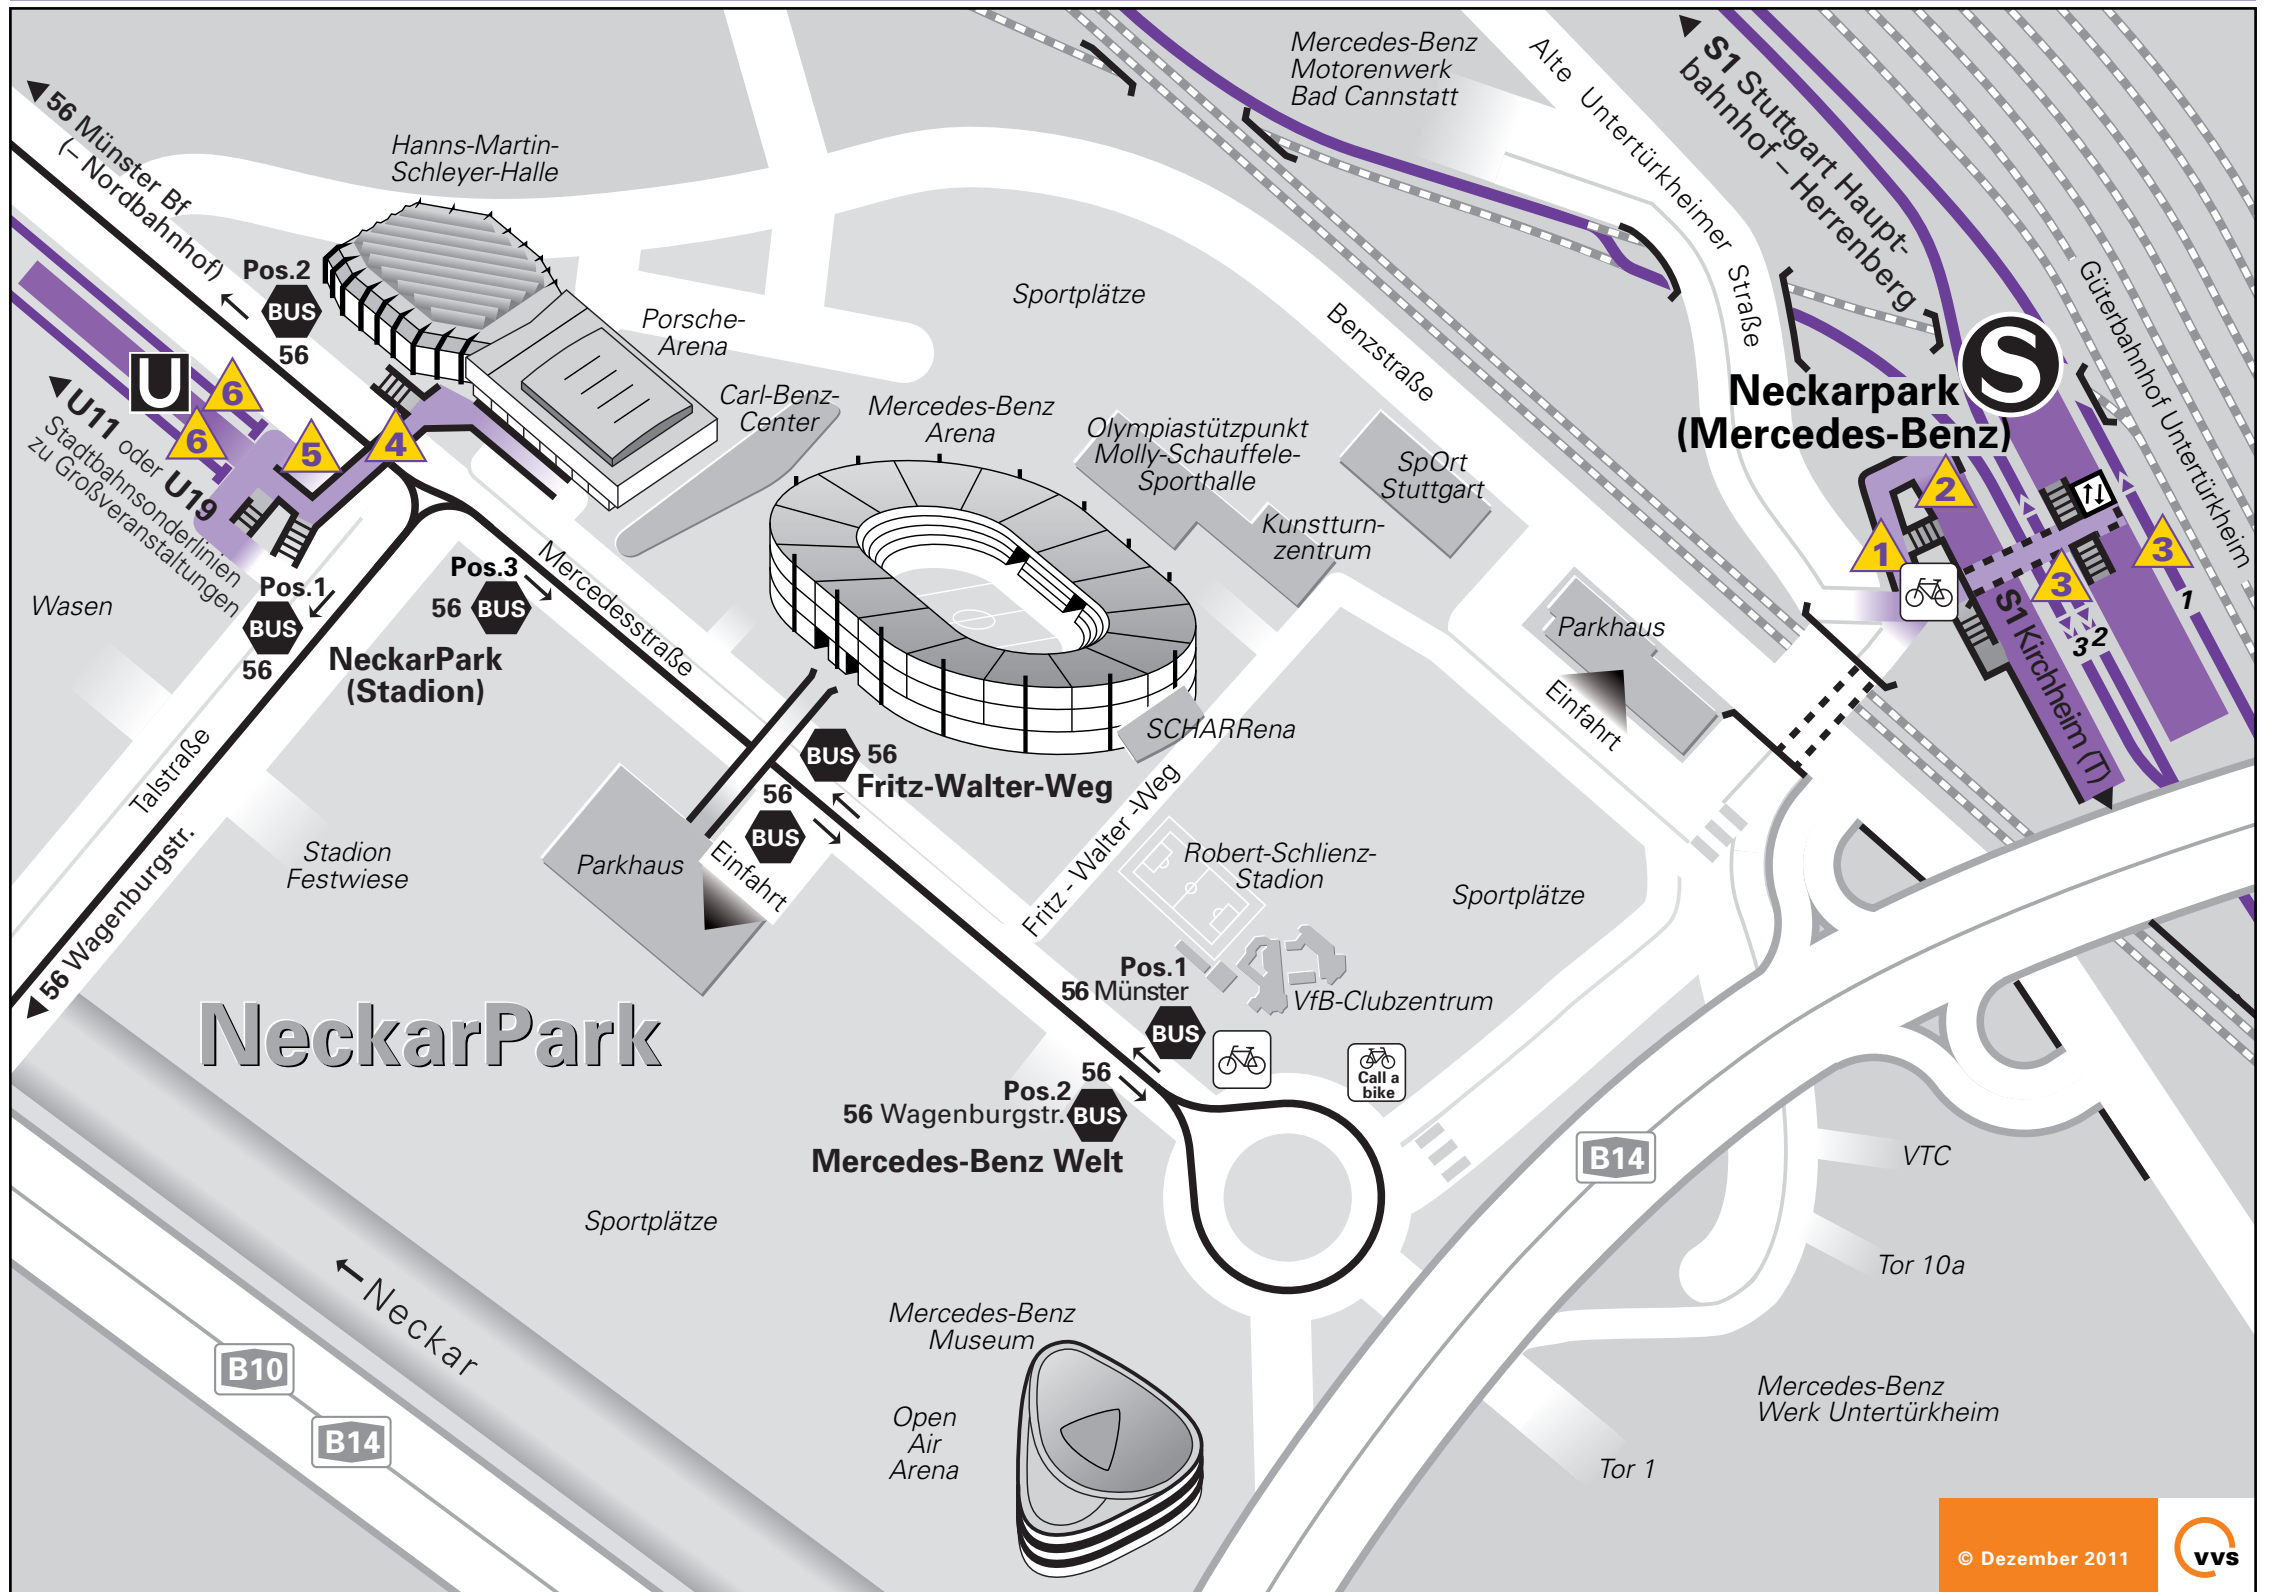 56 Münster Bf
(– Nordbahnhof)
Hanns-Martin-
Schleyer-Halle
Mercedes-Benz
Motorenwerk
Bad Cannstatt
Alte Untertürkheimer Straße
S1 Stuttgart Haupt-
bahnhof – Herrenberg
Güterbahnhof Untertürkheim
Pos.2
BUS
56
Porsche-
Arena
Sportplätze
Benzstraße
S
Neckarpark
(Mercedes-Benz)
U
6
6
5
4
U11 oder U19
Stadtbahnsonderlinien
zu Großveranstaltungen
Carl-Benz-
Center
Mercedes-Benz
Arena
Olympiastützpunkt
Molly-Schauffele-
Sporthalle
Kunstturn-
zentrum
SpOrt
Stuttgart
2
1
3
3
1
2
3
S1 Kirchheim (T)
Wasen
Pos.1
BUS
56
Pos.3
56 BUS
NeckarPark
(Stadion)
Mercedesstraße
Parkhaus
Einfahrt
SCHARRena
BUS 56
Fritz-Walter-Weg
56
BUS
Talstraße
56 Wagenburgstr.
Stadion
Festwiese
Parkhaus
Einfahrt
Fritz - Walter -Weg
Robert-Schlienz-
Stadion
Sportplätze
NeckarPark
Pos.1
56 Münster
BUS
VfB-Clubzentrum
Call a
bike
56
Pos.2
56 Wagenburgstr.
BUS
Mercedes-Benz Welt
B14
VTC
Sportplätze
Tor 10a
Neckar
B10
B14
Mercedes-Benz
Museum
Open
Air
Arena
Mercedes-Benz
Werk Untertürkheim
Tor 1
© Dezember 2011
vvs